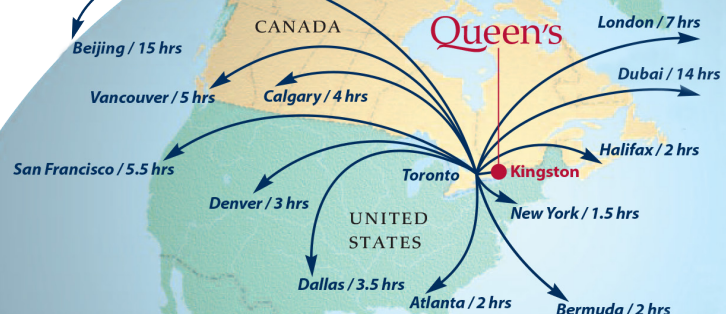 London / 7 hrs
CANADA
Queen's
Beijing / 15 hrs
Dubai / 14 hrs
Vancouver / 5 hrs
Calgary / 4 hrs
Halifax / 2 hrs
San Francisco / 5.5 hrs
Toronto
Kingston
Denver / 3 hrs
New York / 1.5 hrs
UNITED
STATES
Dallas / 3.5 hrs
Atlanta / 2 hrs
Bermuda / 2 hrs